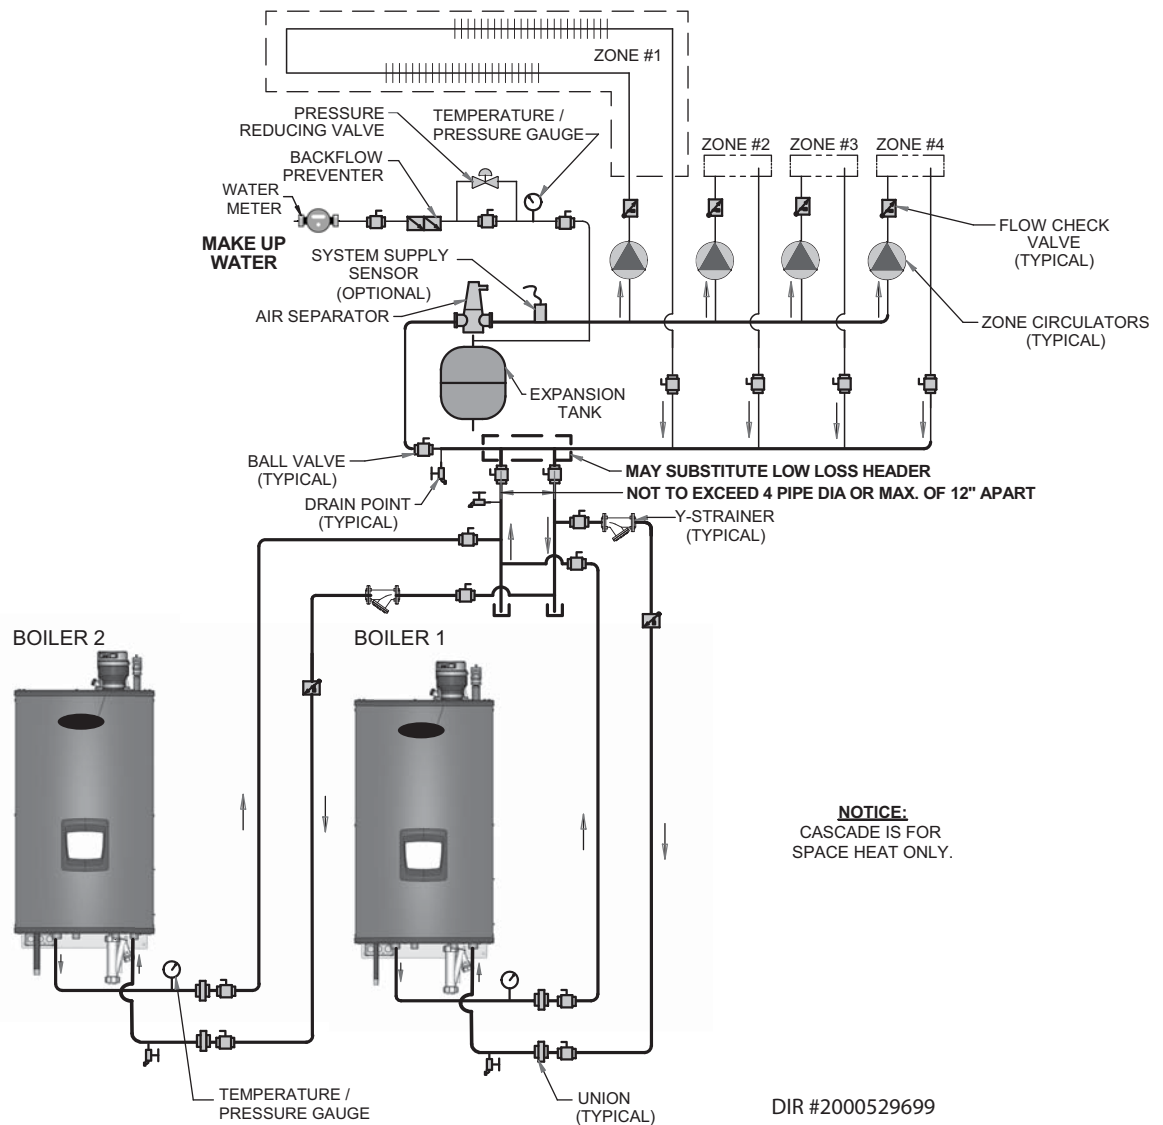 ZONE #1
PRESSURE
REDUCING VALVE
TEMPERATURE /
PRESSURE GAUGE
ZONE #2
ZONE #3
ZONE #4
BACKFLOW
PREVENTER
WATER
METER
MAKE UP
WATER
FLOW CHECK
VALVE
(TYPICAL)
SYSTEM SUPPLY
SENSOR
(OPTIONAL)
AIR SEPARATOR
ZONE CIRCULATORS
(TYPICAL)
EXPANSION
TANK
BALL VALVE
(TYPICAL)
MAY SUBSTITUTE LOW LOSS HEADER
NOT TO EXCEED 4 PIPE DIA OR MAX. OF 12" APART
DRAIN POINT
(TYPICAL)
Y-STRAINER
(TYPICAL)
BOILER 2
BOILER 1
NOTICE:
CASCADE IS FOR
SPACE HEAT ONLY.
TEMPERATURE /
PRESSURE GAUGE
UNION
(TYPICAL)
DIR #2000529699